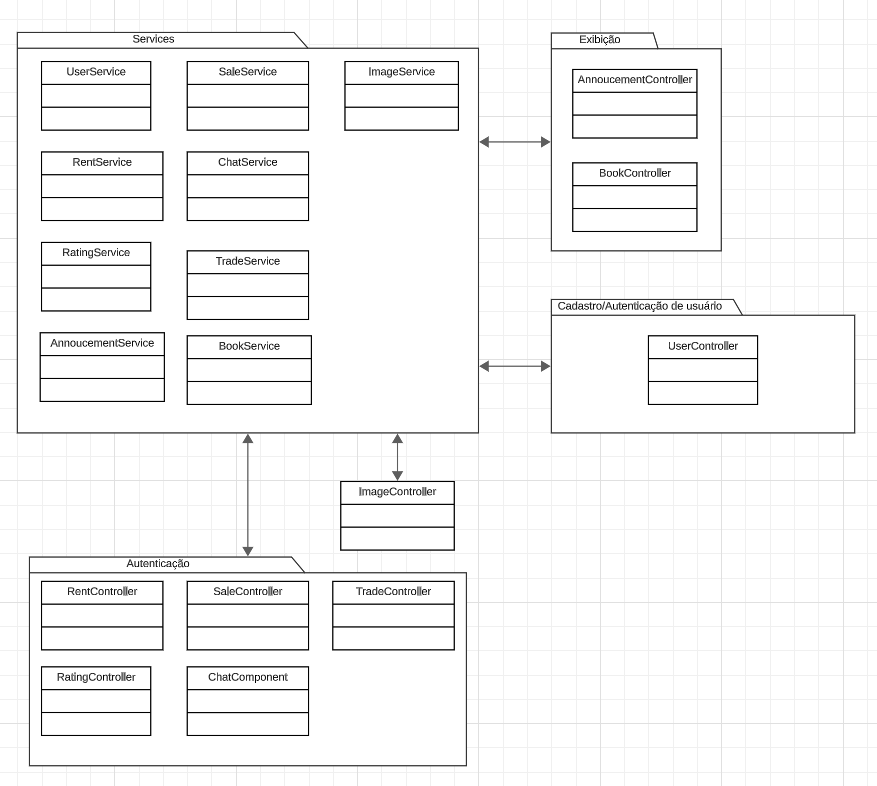 Services
UserService
SaleService
ImageService
RentService
ChatService
RatingService
TradeService
AnnoucementService
BookService
Exibição
AnnoucementController
BookController
Cadastro/Autenticação de usuário
UserController
ImageController
Autenticação
RentController
SaleController
TradeController
RatingController
ChatComponent